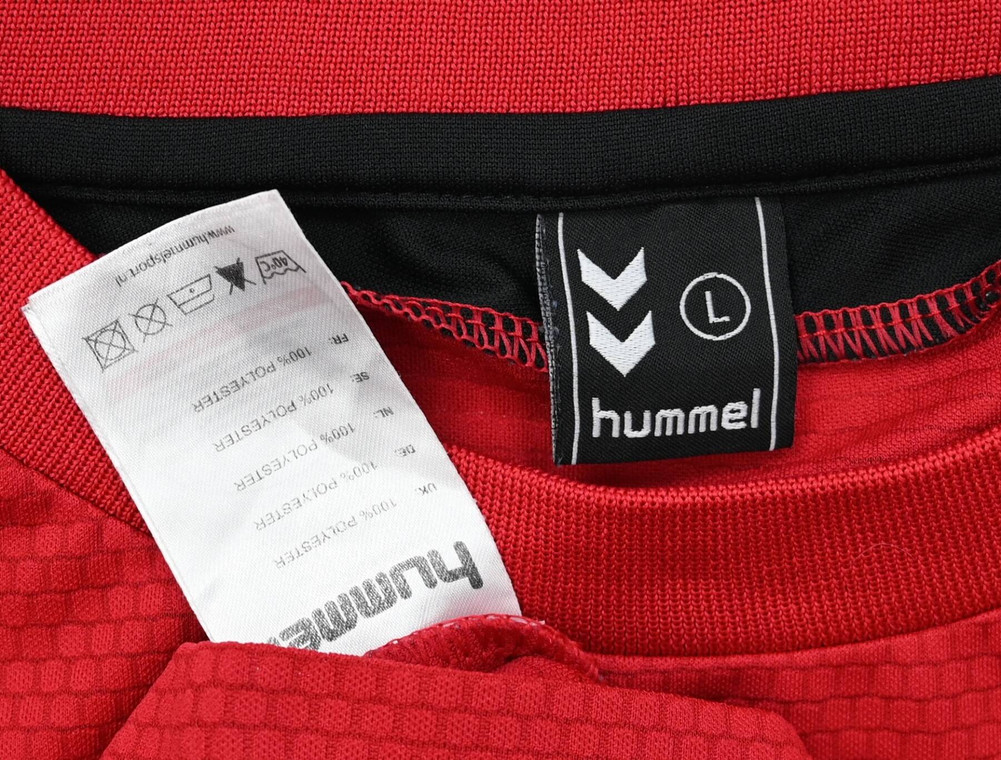 L
hummel
hummel
UK: 100% POLYESTER
DE: 100% POLYESTER
NL: 100% POLYESTER
SE: 100% POLYESTER
FR: 100% POLYESTER
40°C
www.hummelsport.nl